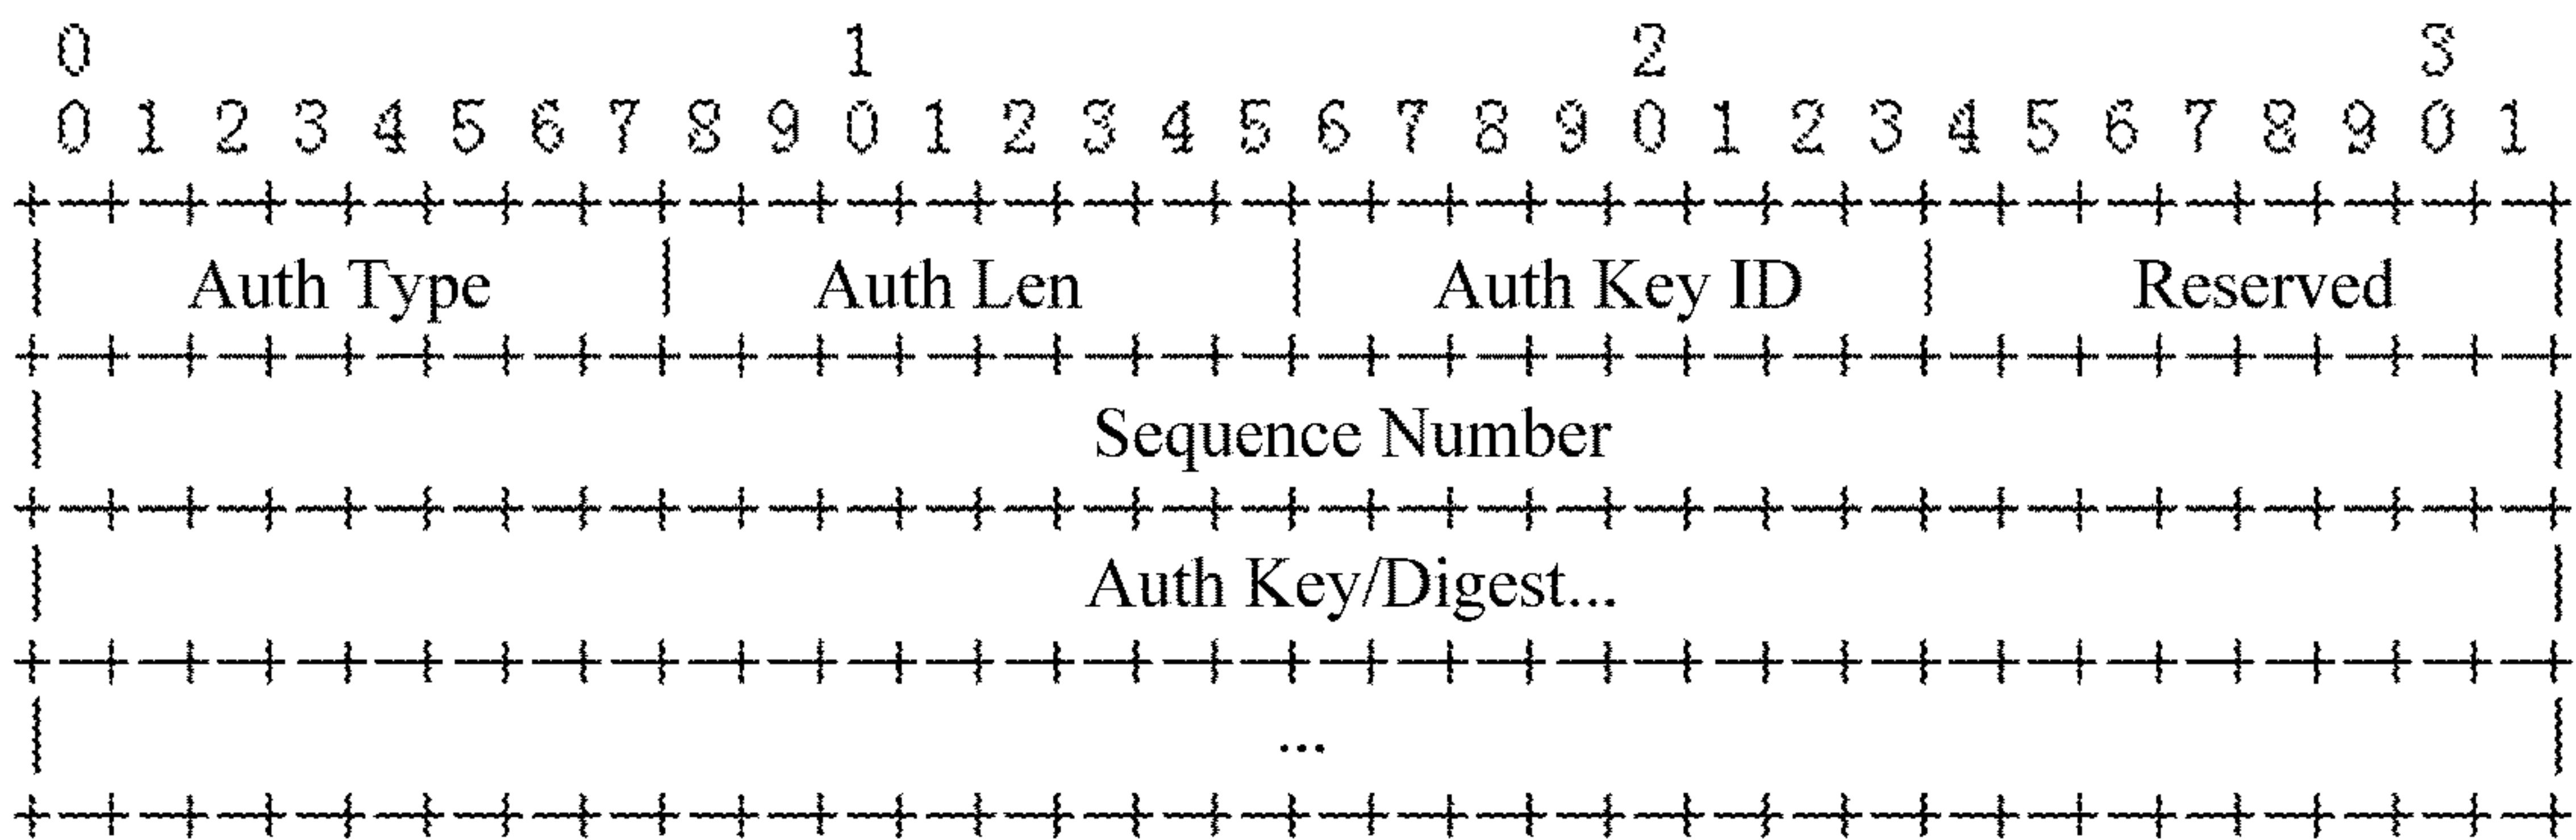 0 1 2 3
0 1 2 3 4 5 6 7 8 9 0 1 2 3 4 5 6 7 8 9 0 1 2 3 4 5 6 7 8 9 0 1
+-+-+-+-+-+-+-+-+-+-+-+-+-+-+-+-+-+-+-+-+-+-+-+-+-+-+-+-+-+-+-+-+
| Auth Type | Auth Len | Auth Key ID | Reserved |
+-+-+-+-+-+-+-+-+-+-+-+-+-+-+-+-+-+-+-+-+-+-+-+-+-+-+-+-+-+-+-+-+
| Sequence Number |
+-+-+-+-+-+-+-+-+-+-+-+-+-+-+-+-+-+-+-+-+-+-+-+-+-+-+-+-+-+-+-+-+
| Auth Key/Digest... |
+-+-+-+-+-+-+-+-+-+-+-+-+-+-+-+-+-+-+-+-+-+-+-+-+-+-+-+-+-+-+-+-+
| ... |
+-+-+-+-+-+-+-+-+-+-+-+-+-+-+-+-+-+-+-+-+-+-+-+-+-+-+-+-+-+-+-+-+